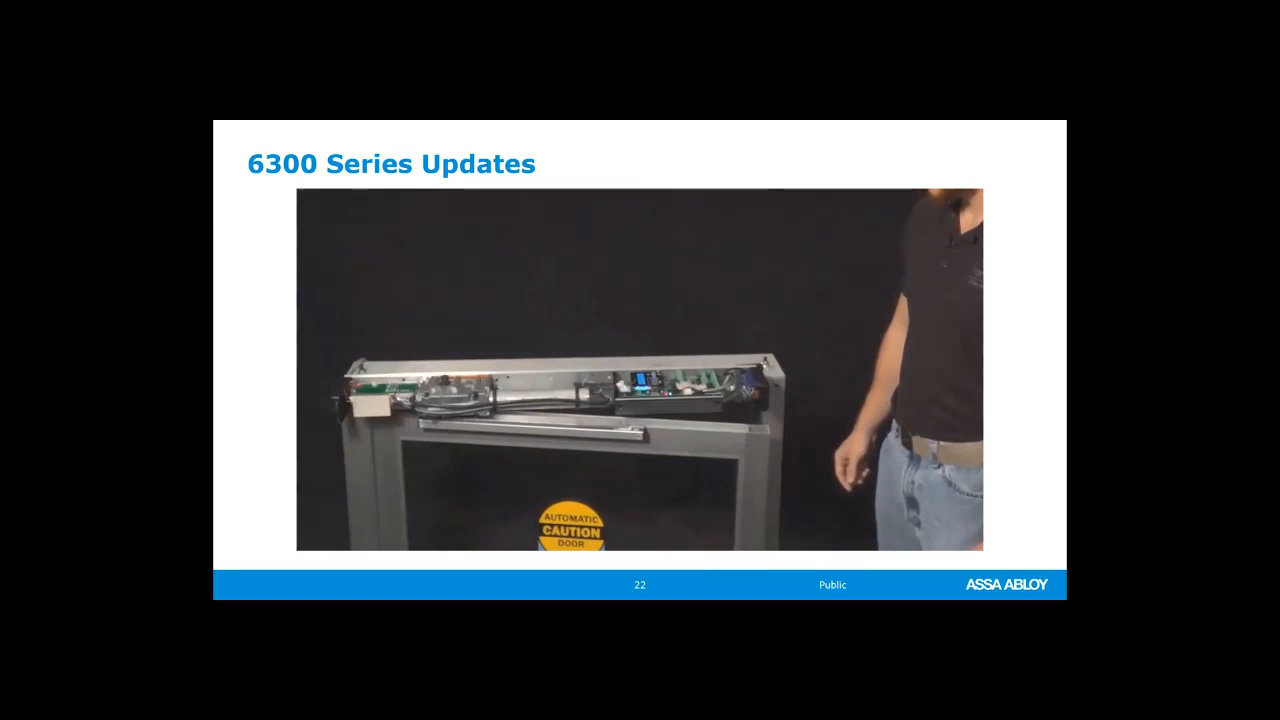 6300 Series Updates
AUTOMATIC
CAUTION
DOOR
22
Public
ASSA ABLOY